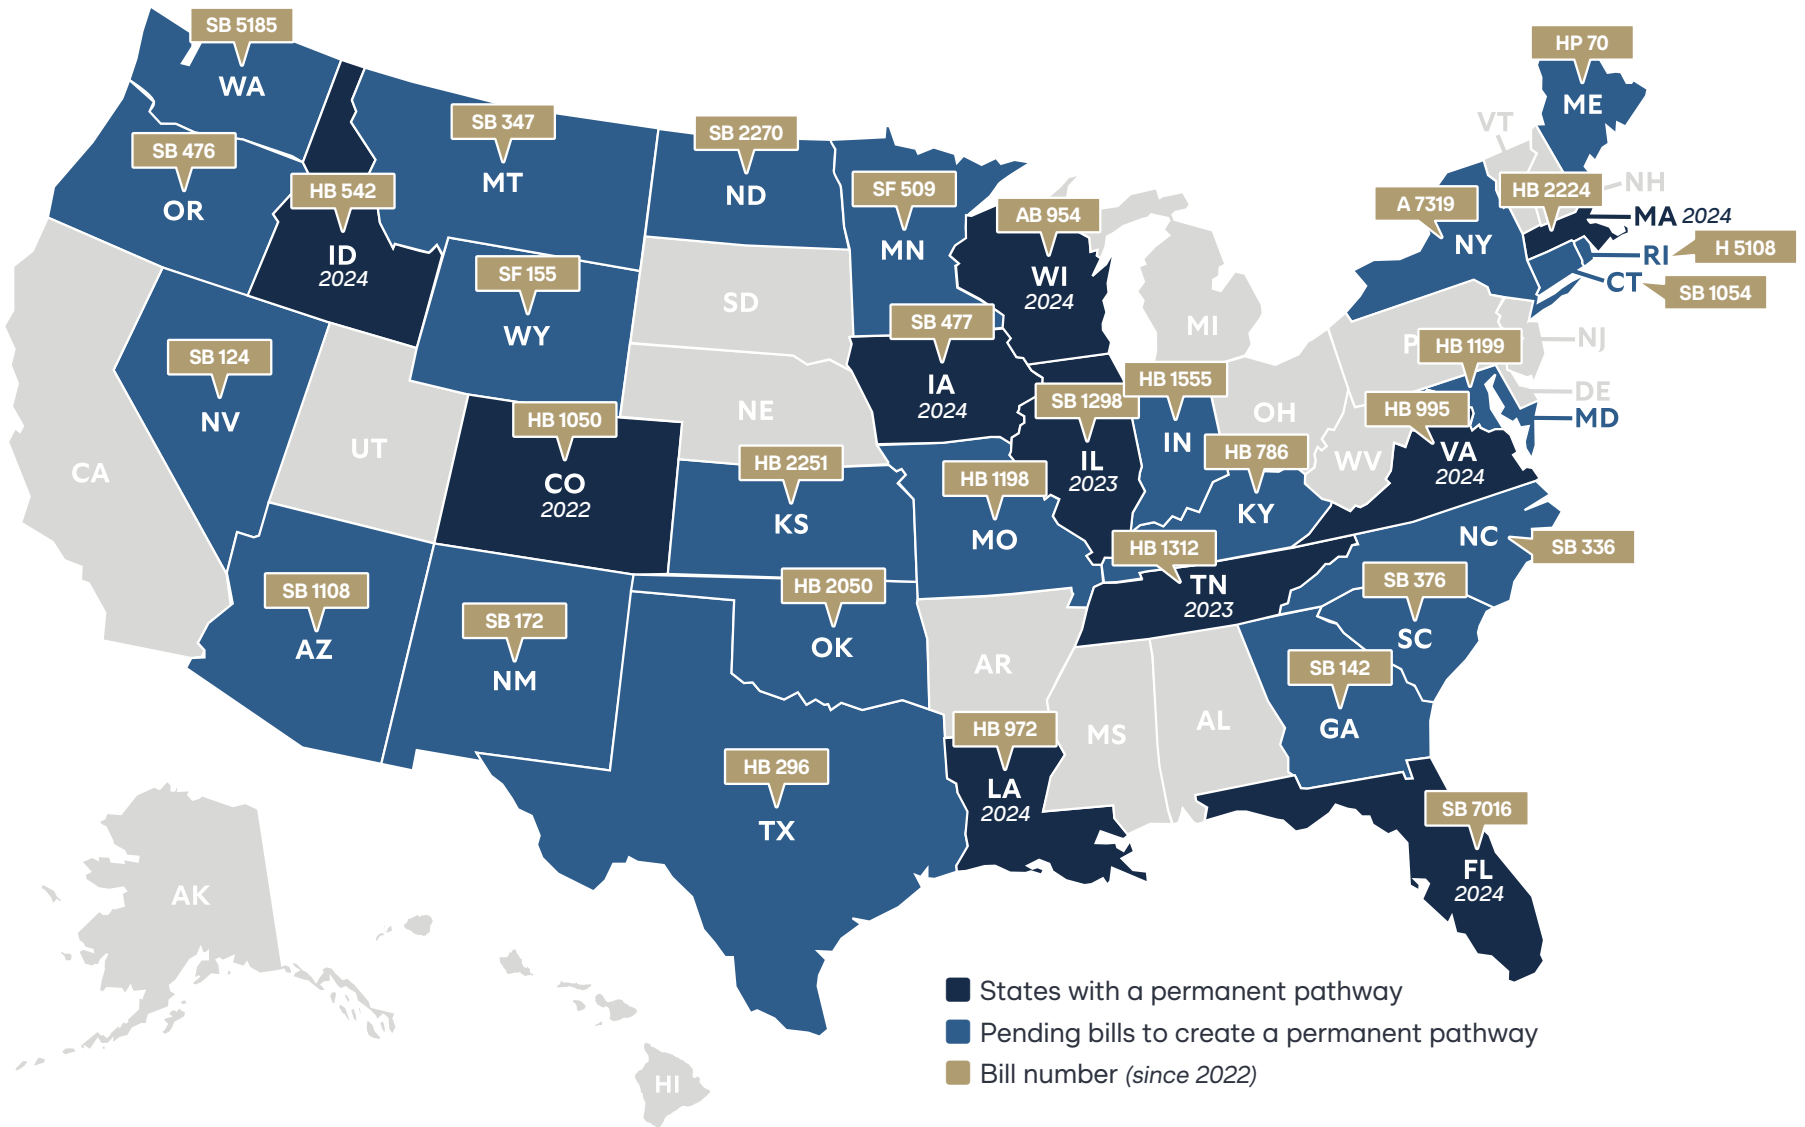 SB 5185
WA
SB 476
OR
HB 542
ID
2024
SB 347
MT
SB 2270
ND
SF 509
MN
AB 954
WI
2024
HP 70
ME
VT
NH
HB 2224
MA 2024
A 7319
NY
RI
H 5108
CT
SB 1054
SF 155
WY
SD
SB 477
IA
2024
MI
NJ
HB 1199
DE
MD
SB 124
NV
UT
CA
HB 1050
CO
2022
NE
HB 2251
KS
HB 1198
MO
SB 1298
IL
2023
HB 1555
IN
OH
HB 786
KY
WV
HB 995
VA
2024
NC
SB 336
HB 1312
TN
2023
SB 376
SC
SB 1108
AZ
SB 172
NM
HB 2050
OK
AR
SB 142
GA
HB 296
TX
HB 972
LA
2024
MS
AL
SB 7016
FL
2024
AK
HI
States with a permanent pathway
Pending bills to create a permanent pathway
Bill number (since 2022)